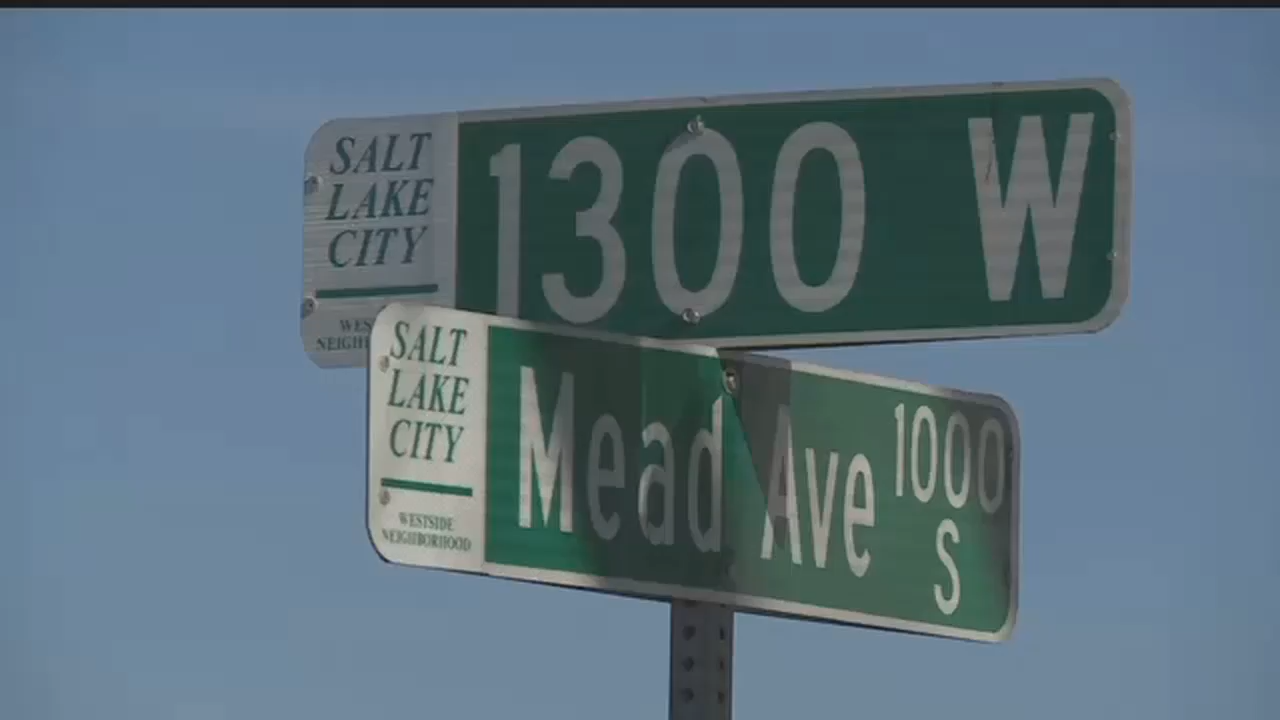 SALT
LAKE
CITY
1300 W
SALT
LAKE
CITY
WESTSIDE
NEIGHBORHOOD
Mead Ave 1000
S